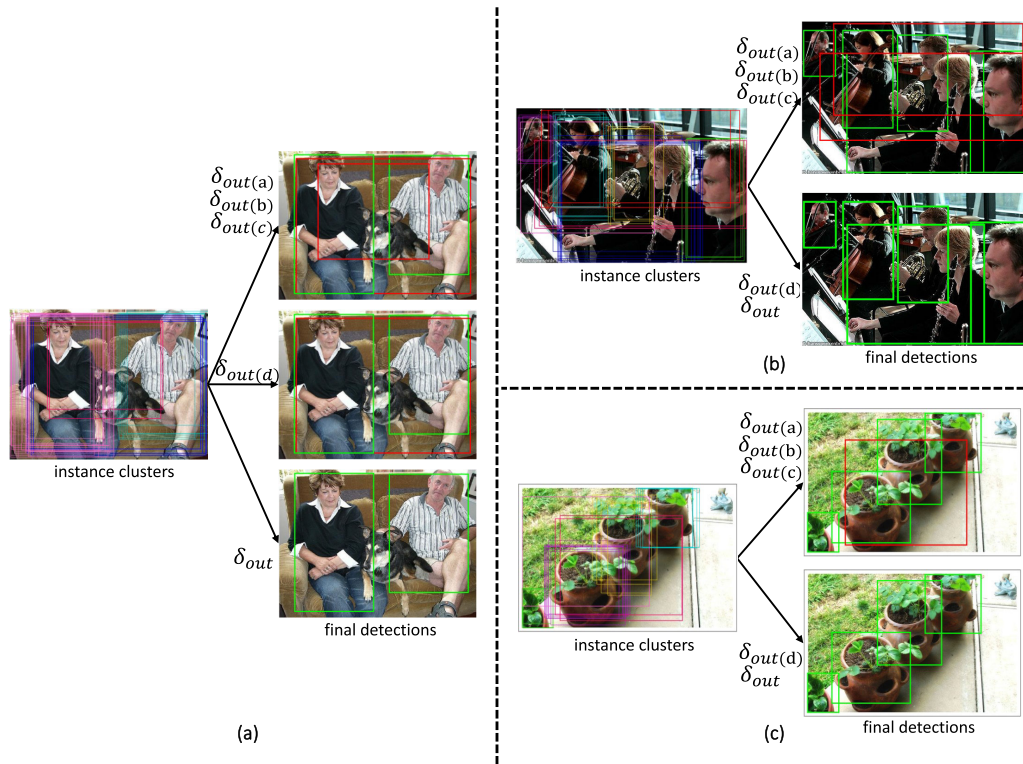 δout(a)
δout(b)
δout(c)
instance clusters
δout(d)
δout
final detections
(a)
δout(a)
δout(b)
δout(c)
instance clusters
δout(d)
δout
final detections
(b)
δout(a)
δout(b)
δout(c)
instance clusters
δout(d)
δout
final detections
(c)